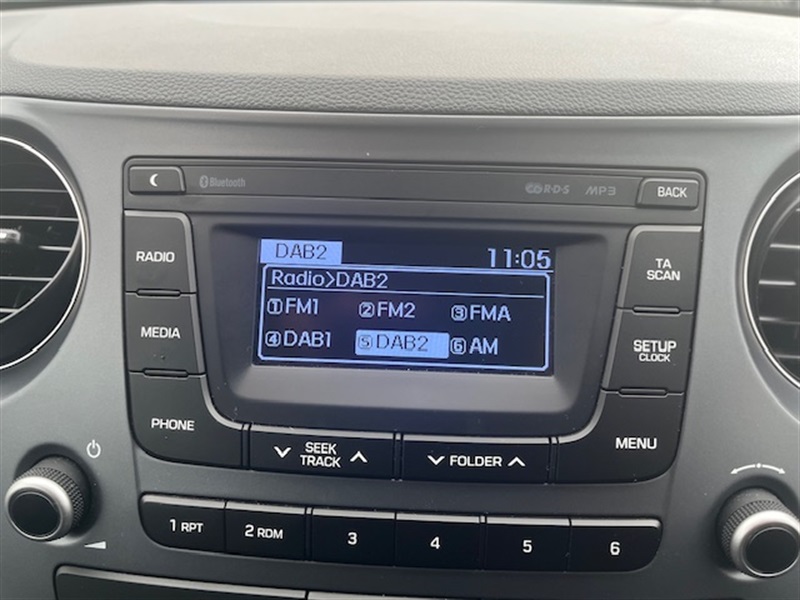 Bluetooth R·D·S MP3 BACK
DAB2 11:05
RADIO
Radio>DAB2
TA
SCAN
①FM1 ②FM2 ③FMA
MEDIA
④DAB1 ⑤DAB2 ⑥AM
SETUP
CLOCK
PHONE
SEEK
TRACK
FOLDER
MENU
1 RPT 2 RDM 3 4 5 6